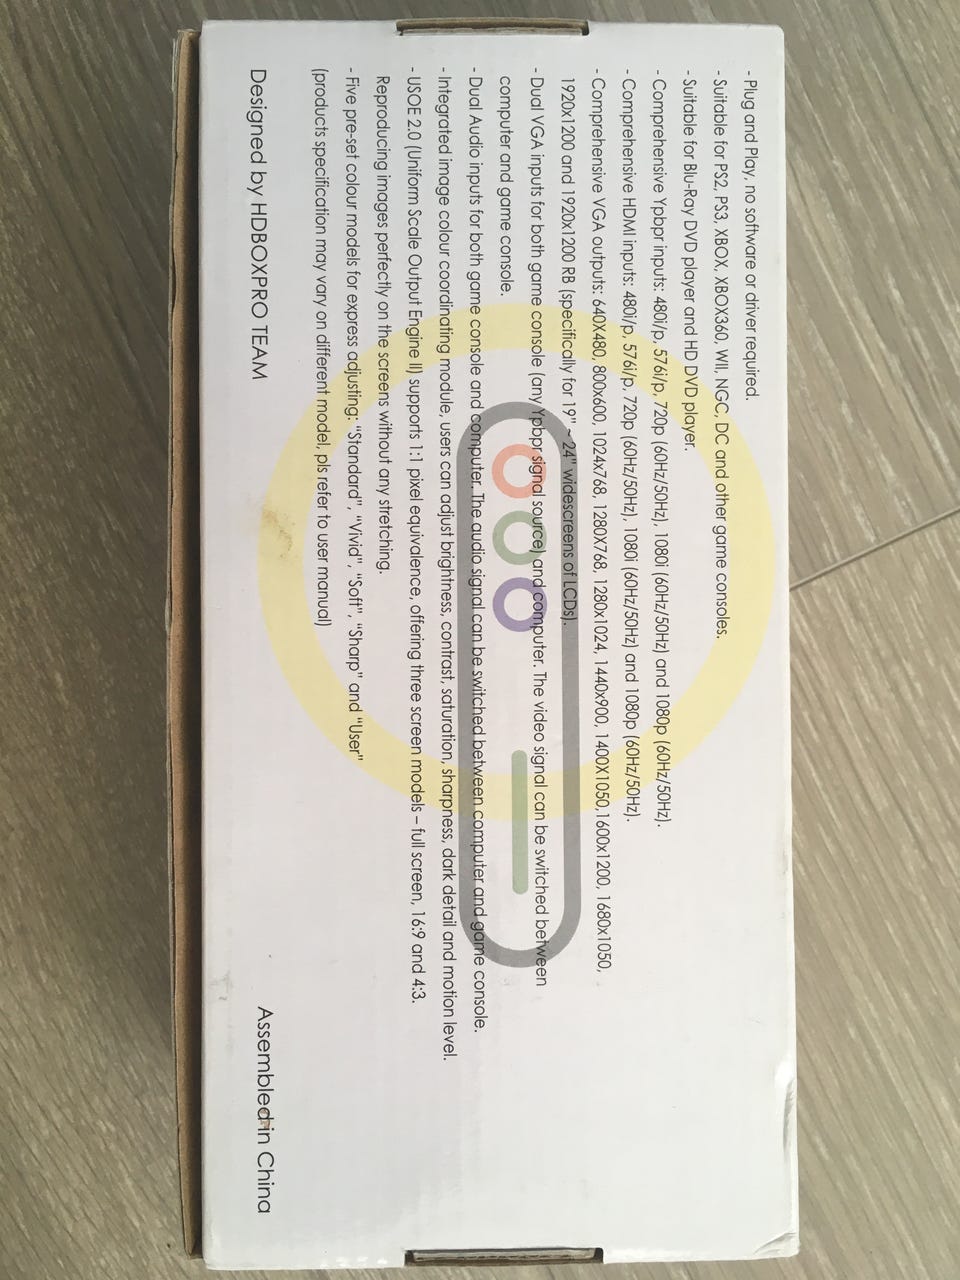 - Plug and Play, no software or driver required.
- Suitable for PS2, PS3, XBOX, XBOX360, WII, NGC, DC and other game consoles.
- Suitable for Blu-Ray DVD player and HD DVD player.
- Comprehensive Ypbpr inputs: 480i/p, 576i/p, 720p (60Hz/50Hz), 1080i (60Hz/50Hz) and 1080p (60Hz/50Hz).
- Comprehensive HDMI inputs: 480i/p, 576i/p, 720p (60Hz/50Hz), 1080i (60Hz/50Hz) and 1080p (60Hz/50Hz).
- Comprehensive VGA outputs: 640X480, 800x600, 1024x768, 1280X768, 1280x1024, 1440x900, 1400X1050,1600x1200, 1680x1050,
1920x1200 and 1920x1200 RB (specifically for 19" ~ 24" widescreens of LCDs).
- Dual VGA inputs for both game console (any Ypbpr signal source) and computer. The video signal can be switched between
computer and game console.
- Dual Audio inputs for both game console and computer. The audio signal can be switched between computer and game console.
- Integrated image colour coordinating module, users can adjust brightness, contrast, saturation, sharpness, dark detail and motion level.
- USOE 2.0 (Uniform Scale Output Engine II) supports 1:1 pixel equivalence, offering three screen models – full screen, 16:9 and 4:3.
Reproducing images perfectly on the screens without any stretching.
- Five pre-set colour models for express adjusting: "Standard", "Vivid", "Soft", "Sharp" and "User"
(products specification may vary on different model, pls refer to user manual)
Designed by HDBOXPRO TEAM
Assembled in China